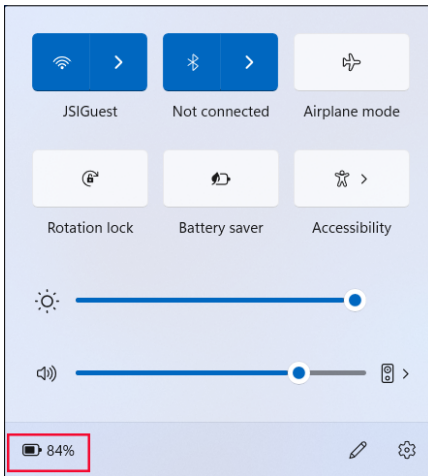 JSIGuest
Not connected
Airplane mode
Rotation lock
Battery saver
Accessibility
84%